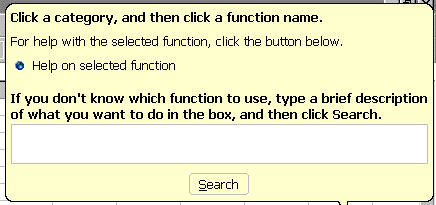 Click a category, and then click a function name.
For help with the selected function, click the button below.
Help on selected function
If you don't know which function to use, type a brief description
of what you want to do in the box, and then click Search.
Search